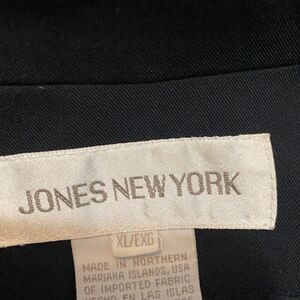 JONES NEW YORK
XL/EXG
MADE IN NORTHERN
MARIANA ISLANDS, USA
OF IMPORTED FABRIC
HECHO EN LAS ISLAS